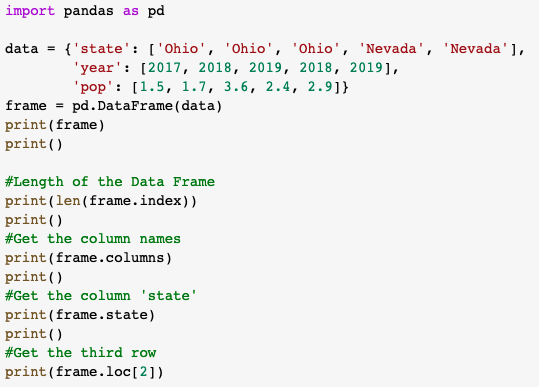 import pandas as pd

data = {'state': ['Ohio', 'Ohio', 'Ohio', 'Nevada', 'Nevada'],
        'year': [2017, 2018, 2019, 2018, 2019],
        'pop': [1.5, 1.7, 3.6, 2.4, 2.9]}
frame = pd.DataFrame(data)
print(frame)
print()

#Length of the Data Frame
print(len(frame.index))
print()
#Get the column names
print(frame.columns)
print()
#Get the column 'state'
print(frame.state)
print()
#Get the third row
print(frame.loc[2])